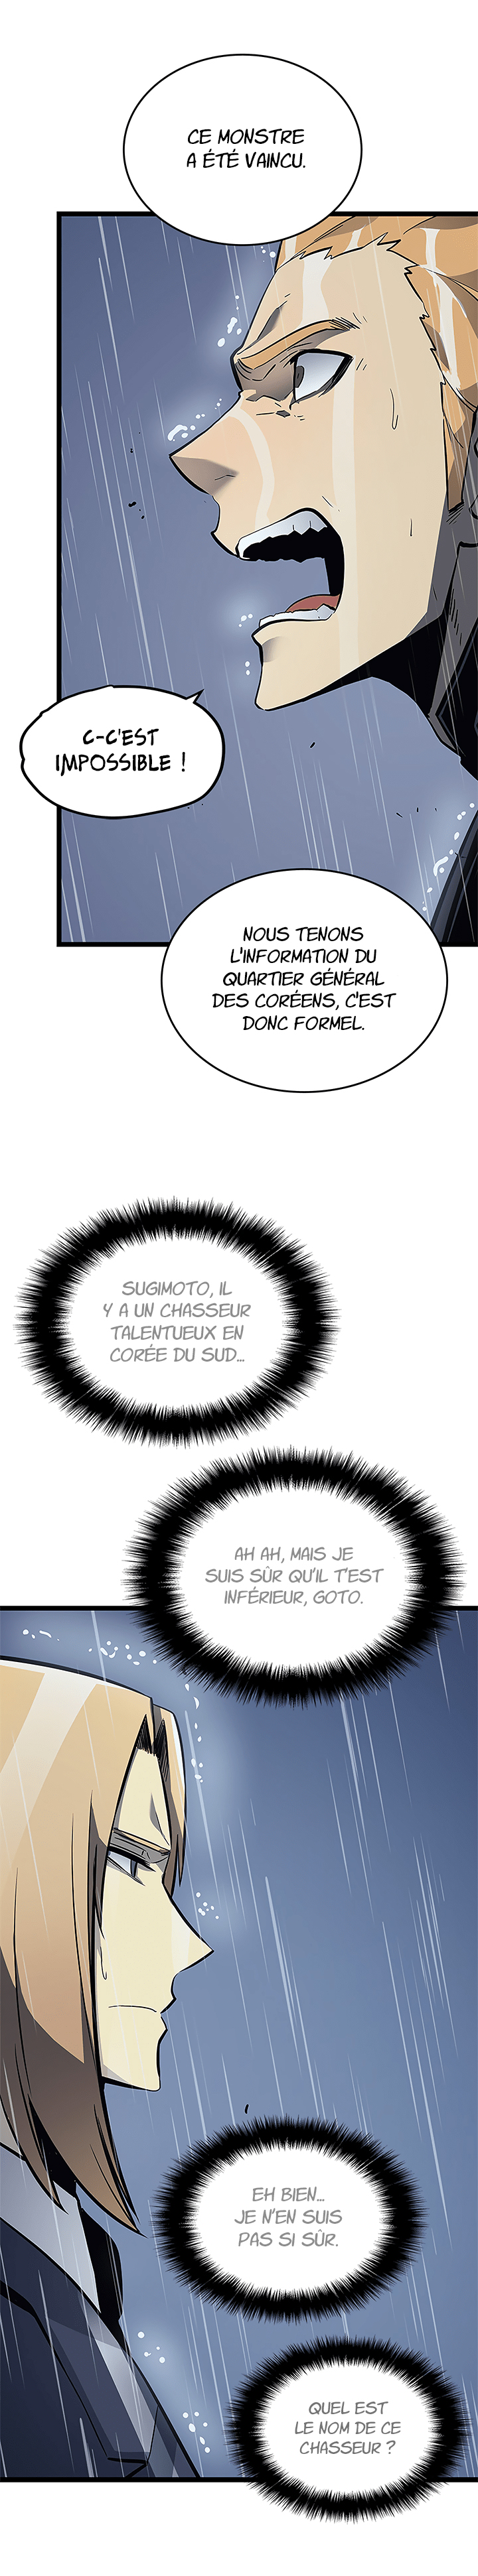 CE MONSTRE
A ÉTÉ VAINCU.
C-C'EST
IMPOSSIBLE !
NOUS TENONS
L'INFORMATION DU
QUARTIER GÉNÉRAL
DES CORÉENS, C'EST
DONC FORMEL.
SUGIMOTO, IL
Y A UN CHASSEUR
TALENTUEUX EN
CORÉE DU SUD...
AH AH, MAIS JE
SUIS SÛR QU'IL T'EST
INFÉRIEUR, GOTO.
EH BIEN...
JE N'EN SUIS
PAS SI SÛR.
QUEL EST
LE NOM DE CE
CHASSEUR ?